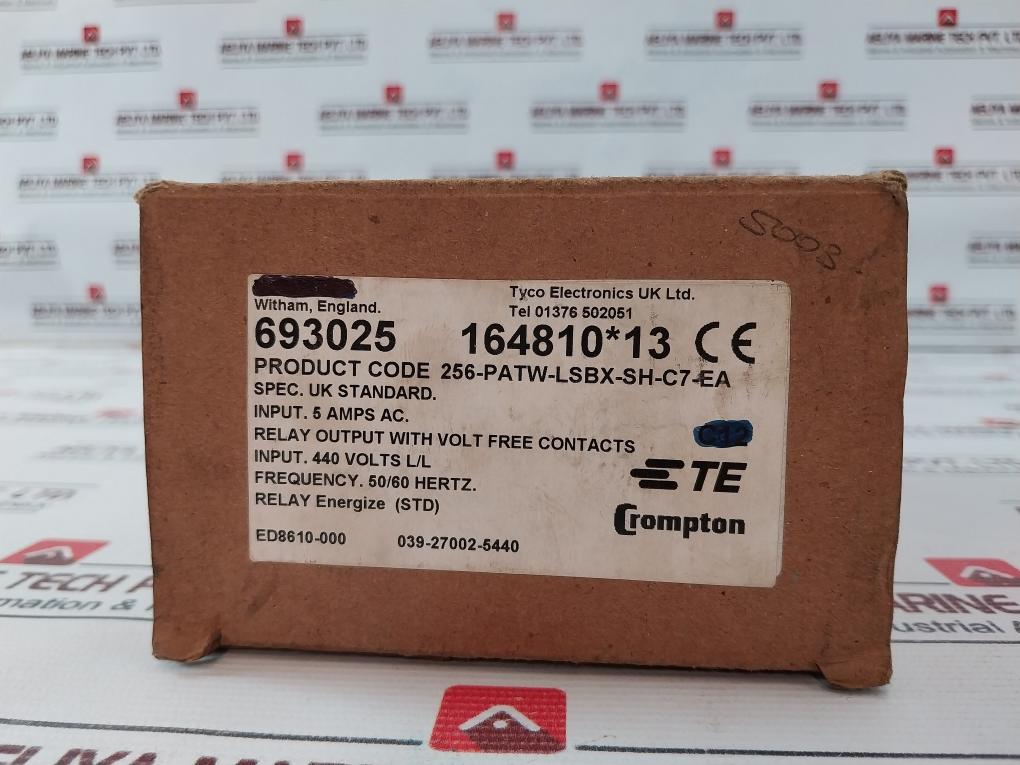 5003
Witham, England.
Tyco Electronics UK Ltd.
Tel 01376 502051
693025 164810*13 CE
PRODUCT CODE 256-PATW-LSBX-SH-C7-EA
SPEC. UK STANDARD.
INPUT. 5 AMPS AC.
RELAY OUTPUT WITH VOLT FREE CONTACTS
C12
INPUT. 440 VOLTS L/L
TE
FREQUENCY. 50/60 HERTZ.
RELAY Energize (STD)
Crompton
ED8610-000 039-27002-5440